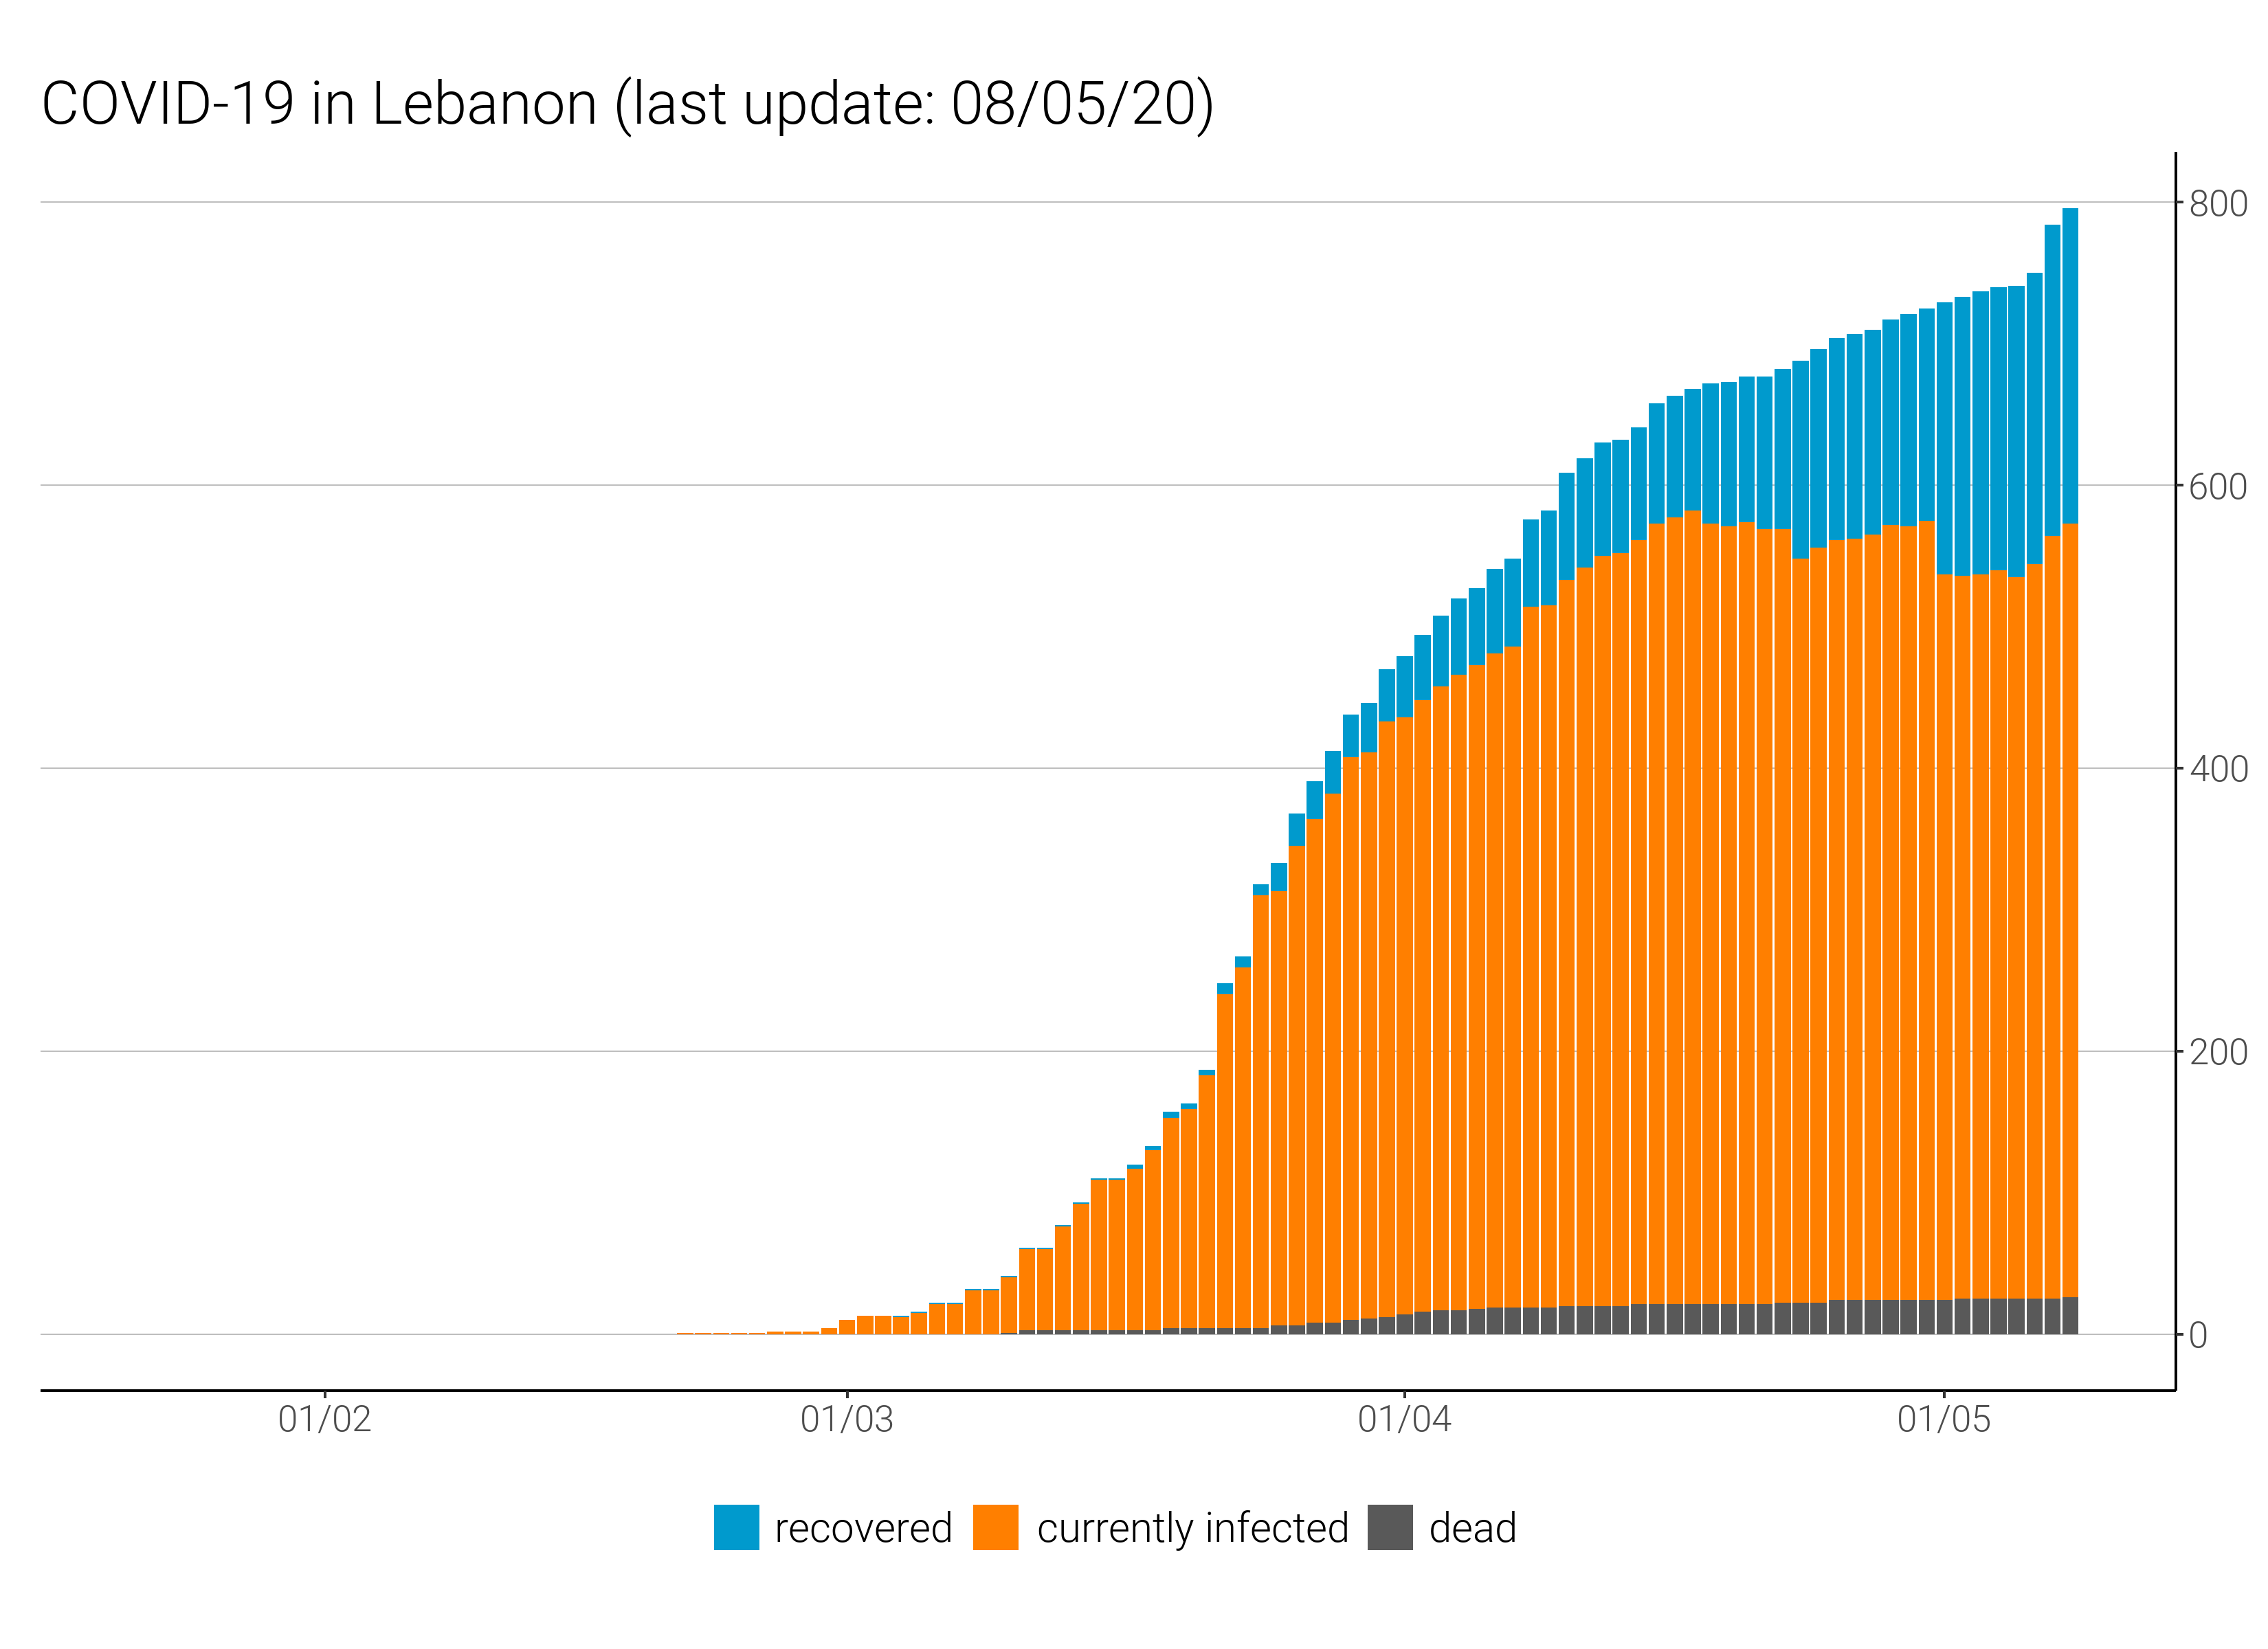 COVID-19 in Lebanon (last update: 08/05/20)
800
600
400
200
0
01/02 01/03 01/04 01/05
recovered currently infected dead